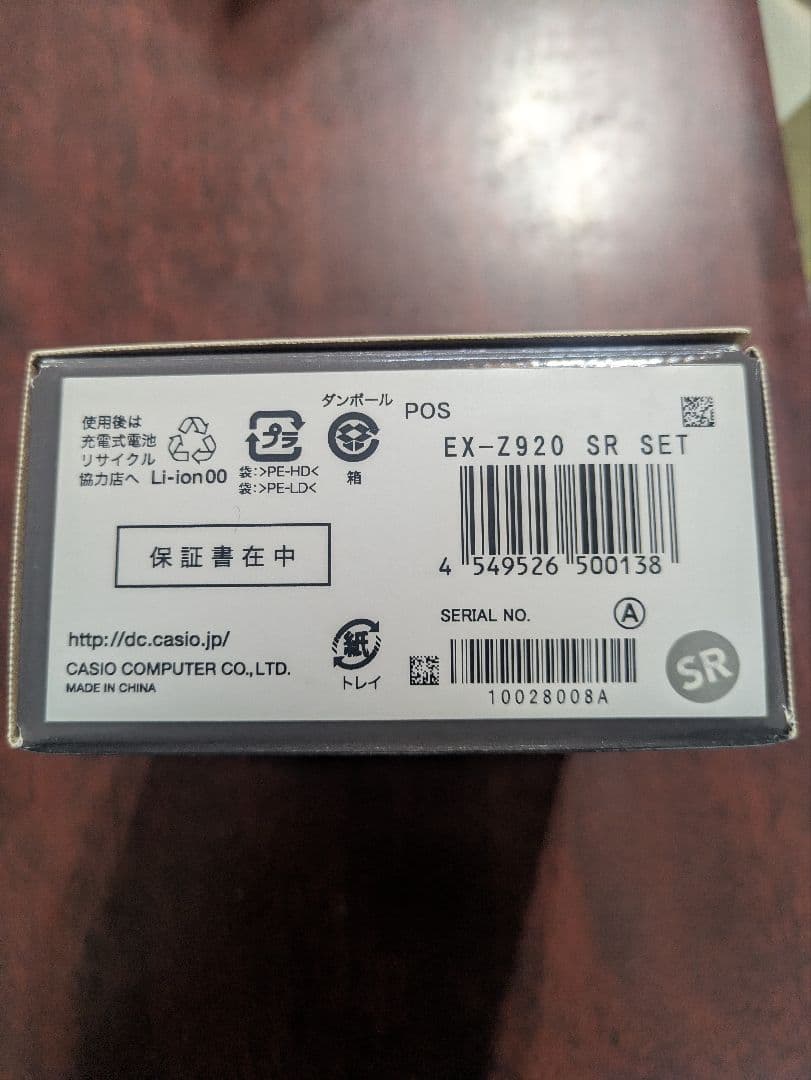 使用後は
充電式電池
リサイクル
協力店へ Li-ion00
プラ
袋:>PE-HD<
袋:>PE-LD<
ダンボール
箱
POS
EX-Z920 SR SET
4 549526 500138
保証書在中
SERIAL NO. A
10028008A
SR
http://dc.casio.jp/
CASIO COMPUTER CO.,LTD.
MADE IN CHINA
紙
トレイ